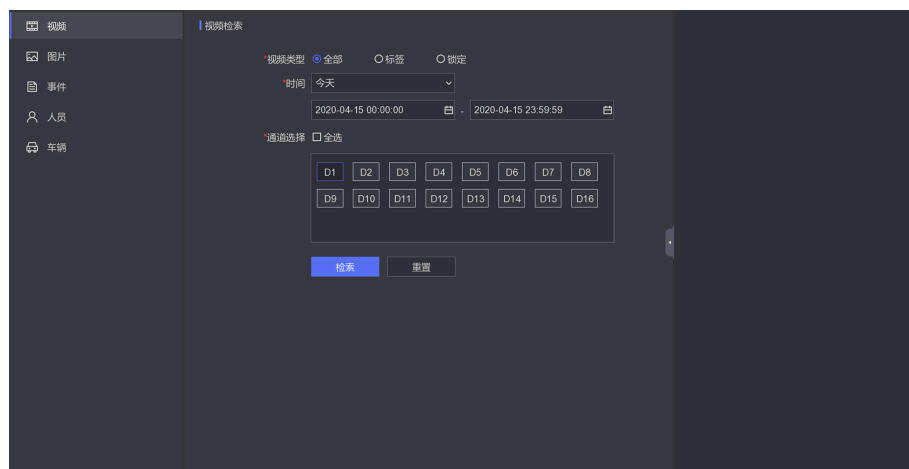 视频
图片
事件
人员
车辆
视频检索
*视频类型 全部 标签 锁定
*时间 今天
2020-04-15 00:00:00 - 2020-04-15 23:59:59
*通道选择 全选
D1 D2 D3 D4 D5 D6 D7 D8
D9 D10 D11 D12 D13 D14 D15 D16
检索 重置